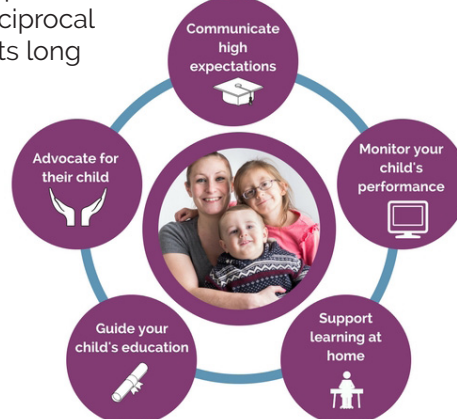 ciprocal
ts long
Communicate
high
expectations
Advocate for
their child
Monitor your
child's
performance
Guide your
child's education
Support
learning at
home